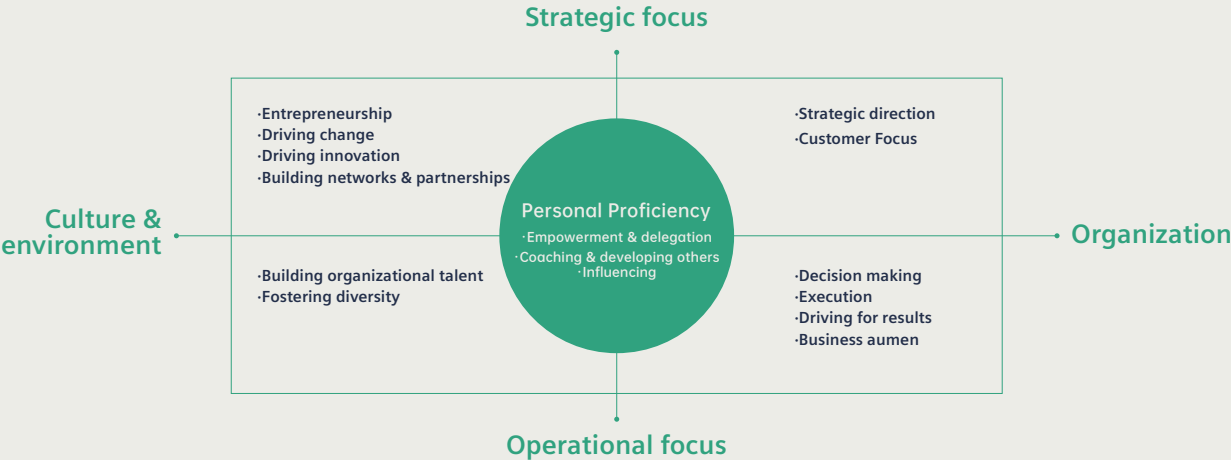 Strategic focus
·Entrepreneurship
·Driving change
·Driving innovation
·Building networks & partnerships
·Strategic direction
·Customer Focus
Culture &
environment
Personal Proficiency
·Empowerment & delegation
·Coaching & developing others
·Influencing
Organization
·Building organizational talent
·Fostering diversity
·Decision making
·Execution
·Driving for results
·Business aumen
Operational focus